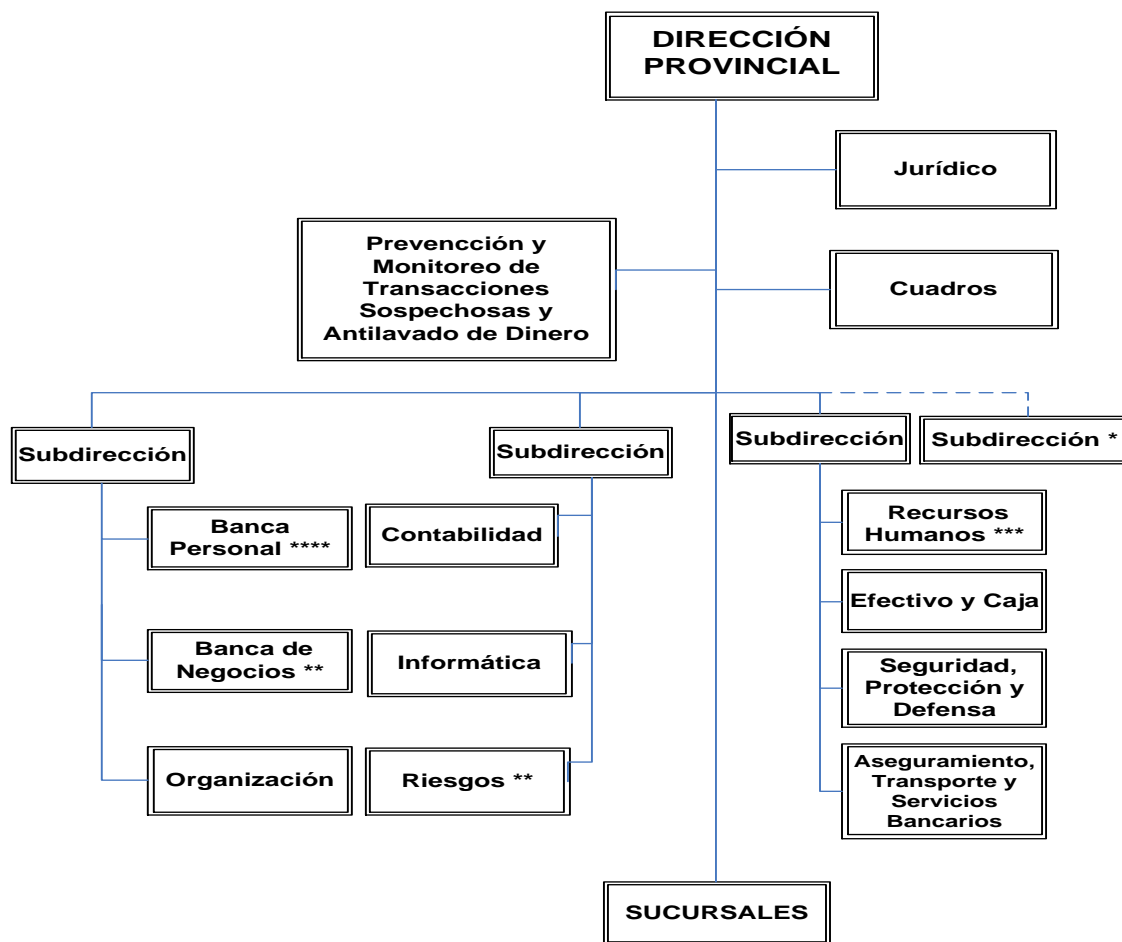 DIRECCIÓN
PROVINCIAL
Jurídico
Prevencción y
Monitoreo de
Transacciones
Sospechosas y
Antilavado de Dinero
Cuadros
Subdirección
Subdirección
Subdirección
Subdirección *
Banca
Personal ****
Contabilidad
Recursos
Humanos ***
Efectivo y Caja
Banca de
Negocios **
Informática
Seguridad,
Protección y
Defensa
Organización
Riesgos **
Aseguramiento,
Transporte y
Servicios
Bancarios
SUCURSALES